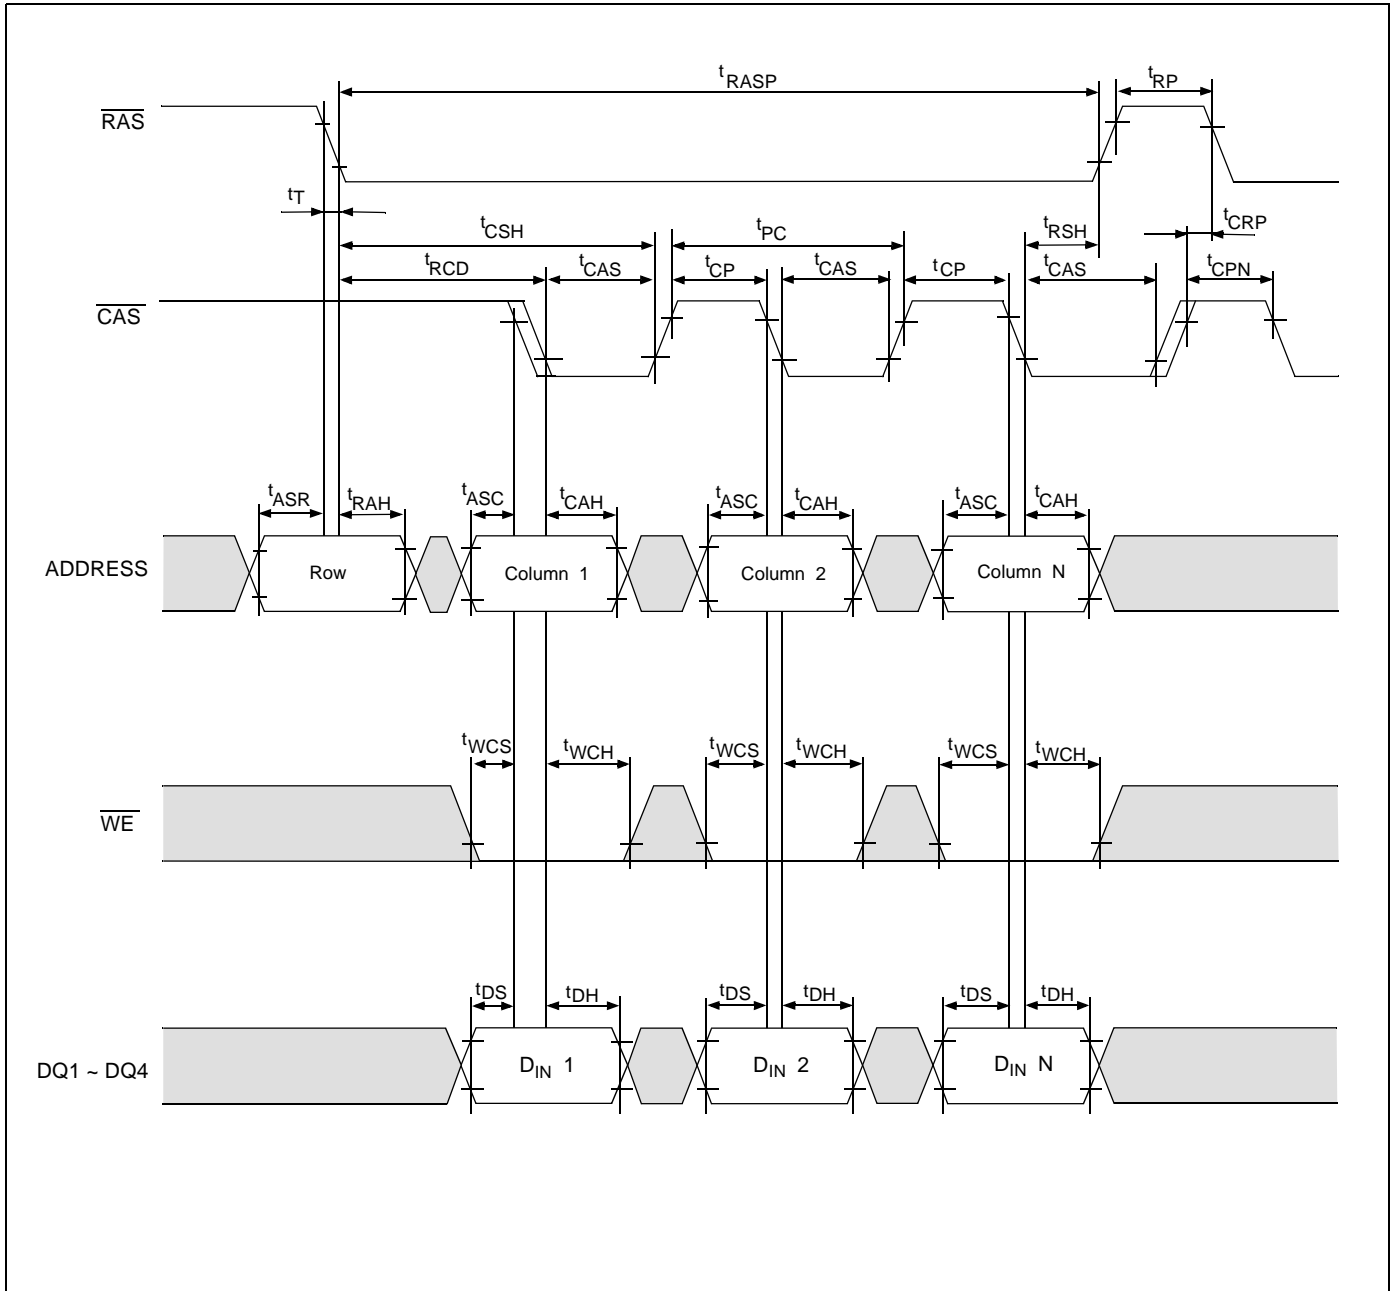 tRASP tRP
RAS
tT
tCSH tPC tRSH tCRP
tRCD tCAS tCP tCAS tCP tCAS tCPN
CAS
tASR tRAH tASC tCAH tASC tCAH tASC tCAH
ADDRESS Row Column 1 Column 2 Column N
tWCS tWCH tWCS tWCH tWCS tWCH
WE
tDS tDH tDS tDH tDS tDH
DQ1 ~ DQ4 DIN 1 DIN 2 DIN N